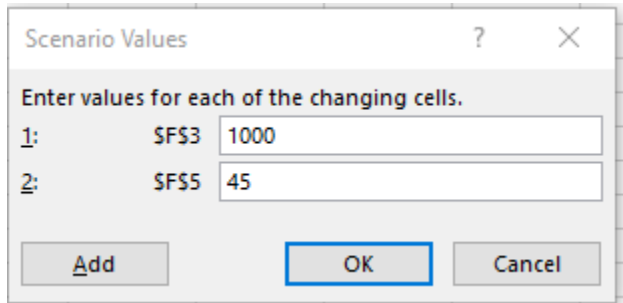 Scenario Values ?
Enter values for each of the changing cells.
1: $F$3 1000
2: $F$5 45
Add OK Cancel